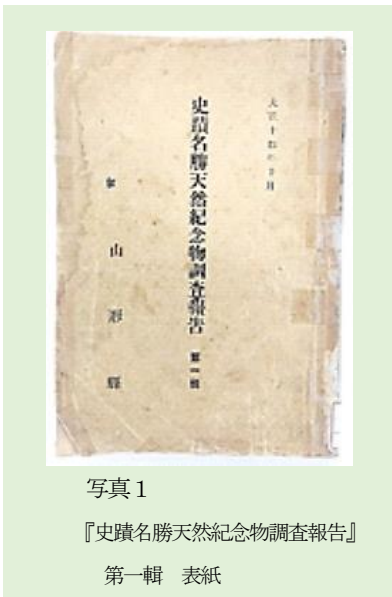 史蹟名勝天然紀念物調査報告 第一輯
山形縣
写真１
『史蹟名勝天然紀念物調査報告』
第一輯　表紙